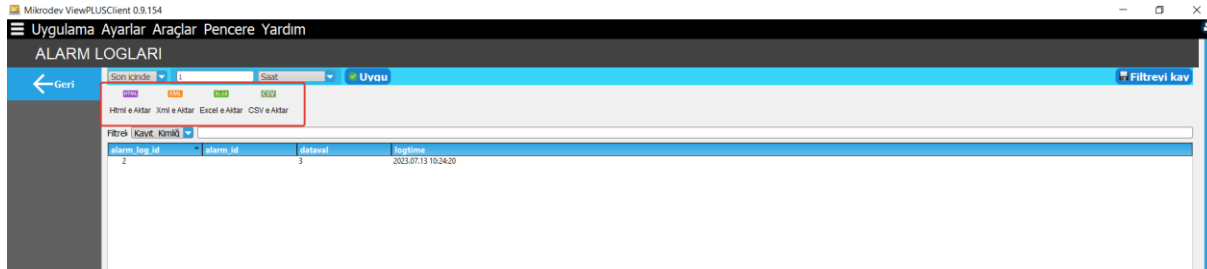 Mikrodev ViewPLUSClient 0.9.154
Uygulama Ayarlar Araçlar Pencere Yardım
ALARM LOGLARI
Geri
Son içinde 1 Saat Uygu Filtreyi kay
HTML XML XLSX CSV
Html e Aktar Xml e Aktar Excel e Aktar CSV e Aktar
Filtrel Kayıt Kimliğ
alarm_log_id alarm_id dataval logtime
2 3 2023.07.13 10:24:20